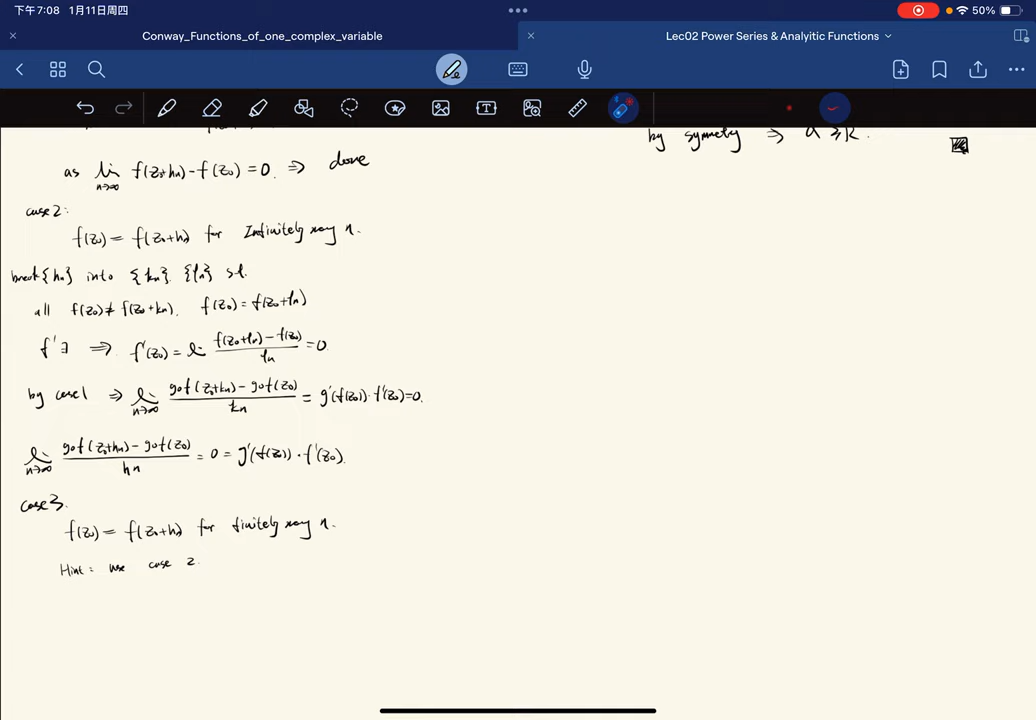 下午7:08 1月11日周四
50%
Conway_Functions_of_one_complex_variable
Lec02 Power Series & Analyitic Functions
by symmetry ⇒ a ≥ R.
as lim n→∞ f(z₀+hn) - f(z₀) = 0. ⇒ done
case 2:
f(z₀) = f(z₀+hn) for Infinitely many n.
break {hn} into {kn}. {ln} s.t.
all f(z₀) ≠ f(z₀+kn). f(z₀) = f(z₀+ln)
f' ∃ ⇒ f'(z₀) = lim f(z₀+ln) - f(z₀) / ln = 0.
by case 1 ⇒ lim n→∞ g∘f(z₀+kn) - g∘f(z₀) / kn = g'(f(z₀)) · f'(z₀) = 0.
lim n→∞ g∘f(z₀+hn) - g∘f(z₀) / hn = 0 = g'(f(z₀)) · f'(z₀).
case 3.
f(z₀) = f(z₀+hn) for finitely many n.
Hint: use case 2.